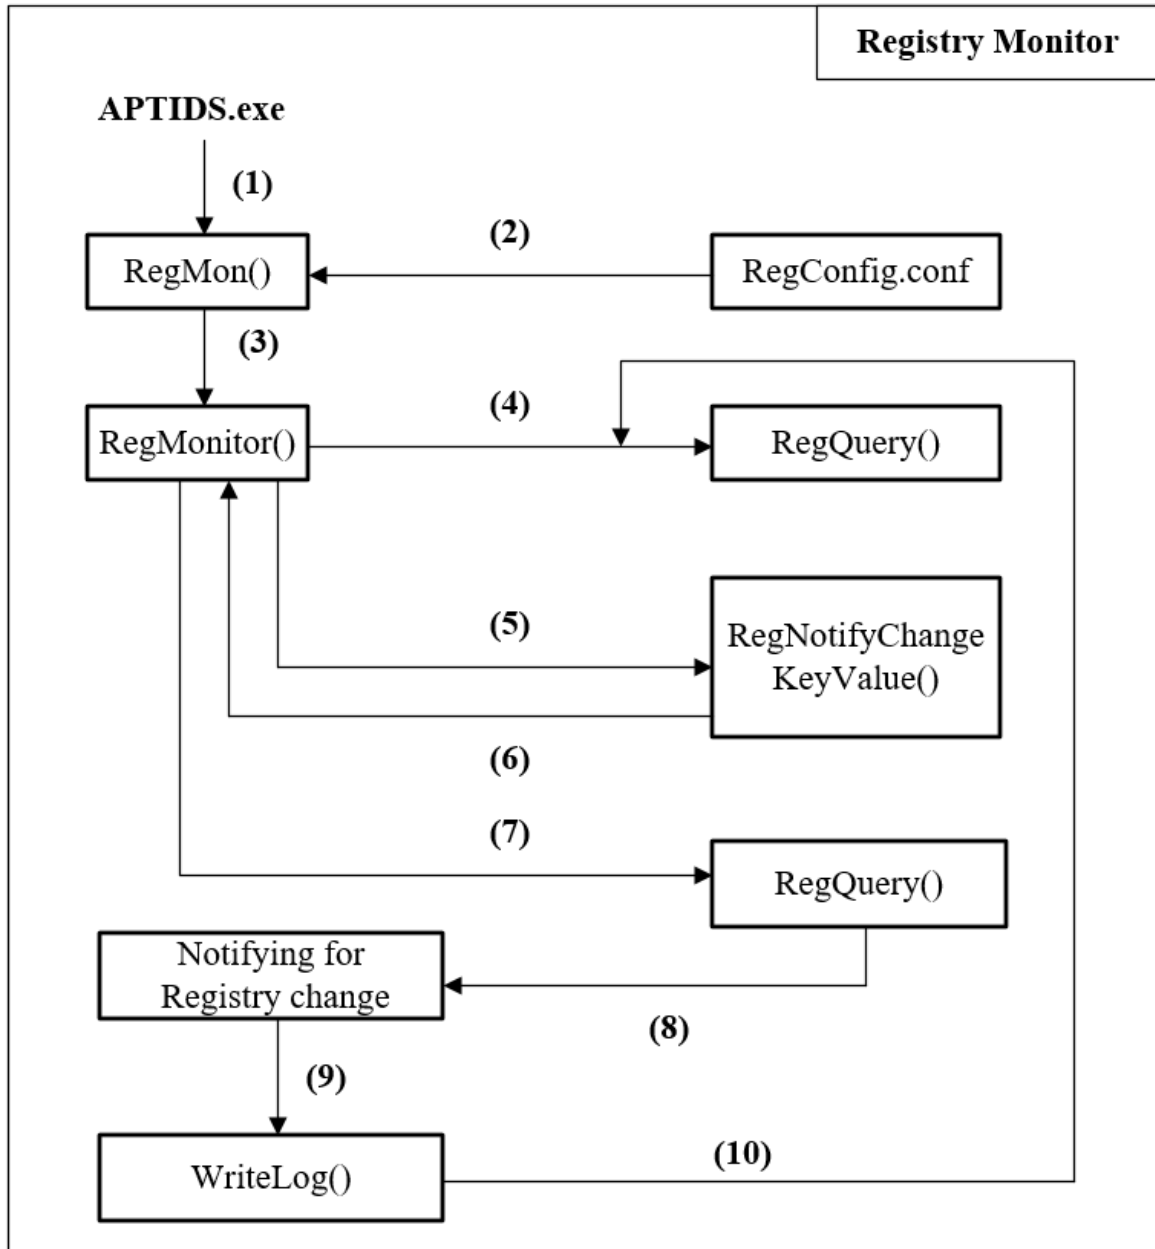 Registry Monitor
APTIDS.exe
(1)
(2)
RegMon()
RegConfig.conf
(3)
(4)
RegMonitor()
RegQuery()
(5)
RegNotifyChange
KeyValue()
(6)
(7)
RegQuery()
Notifying for
Registry change
(8)
(9)
WriteLog()
(10)